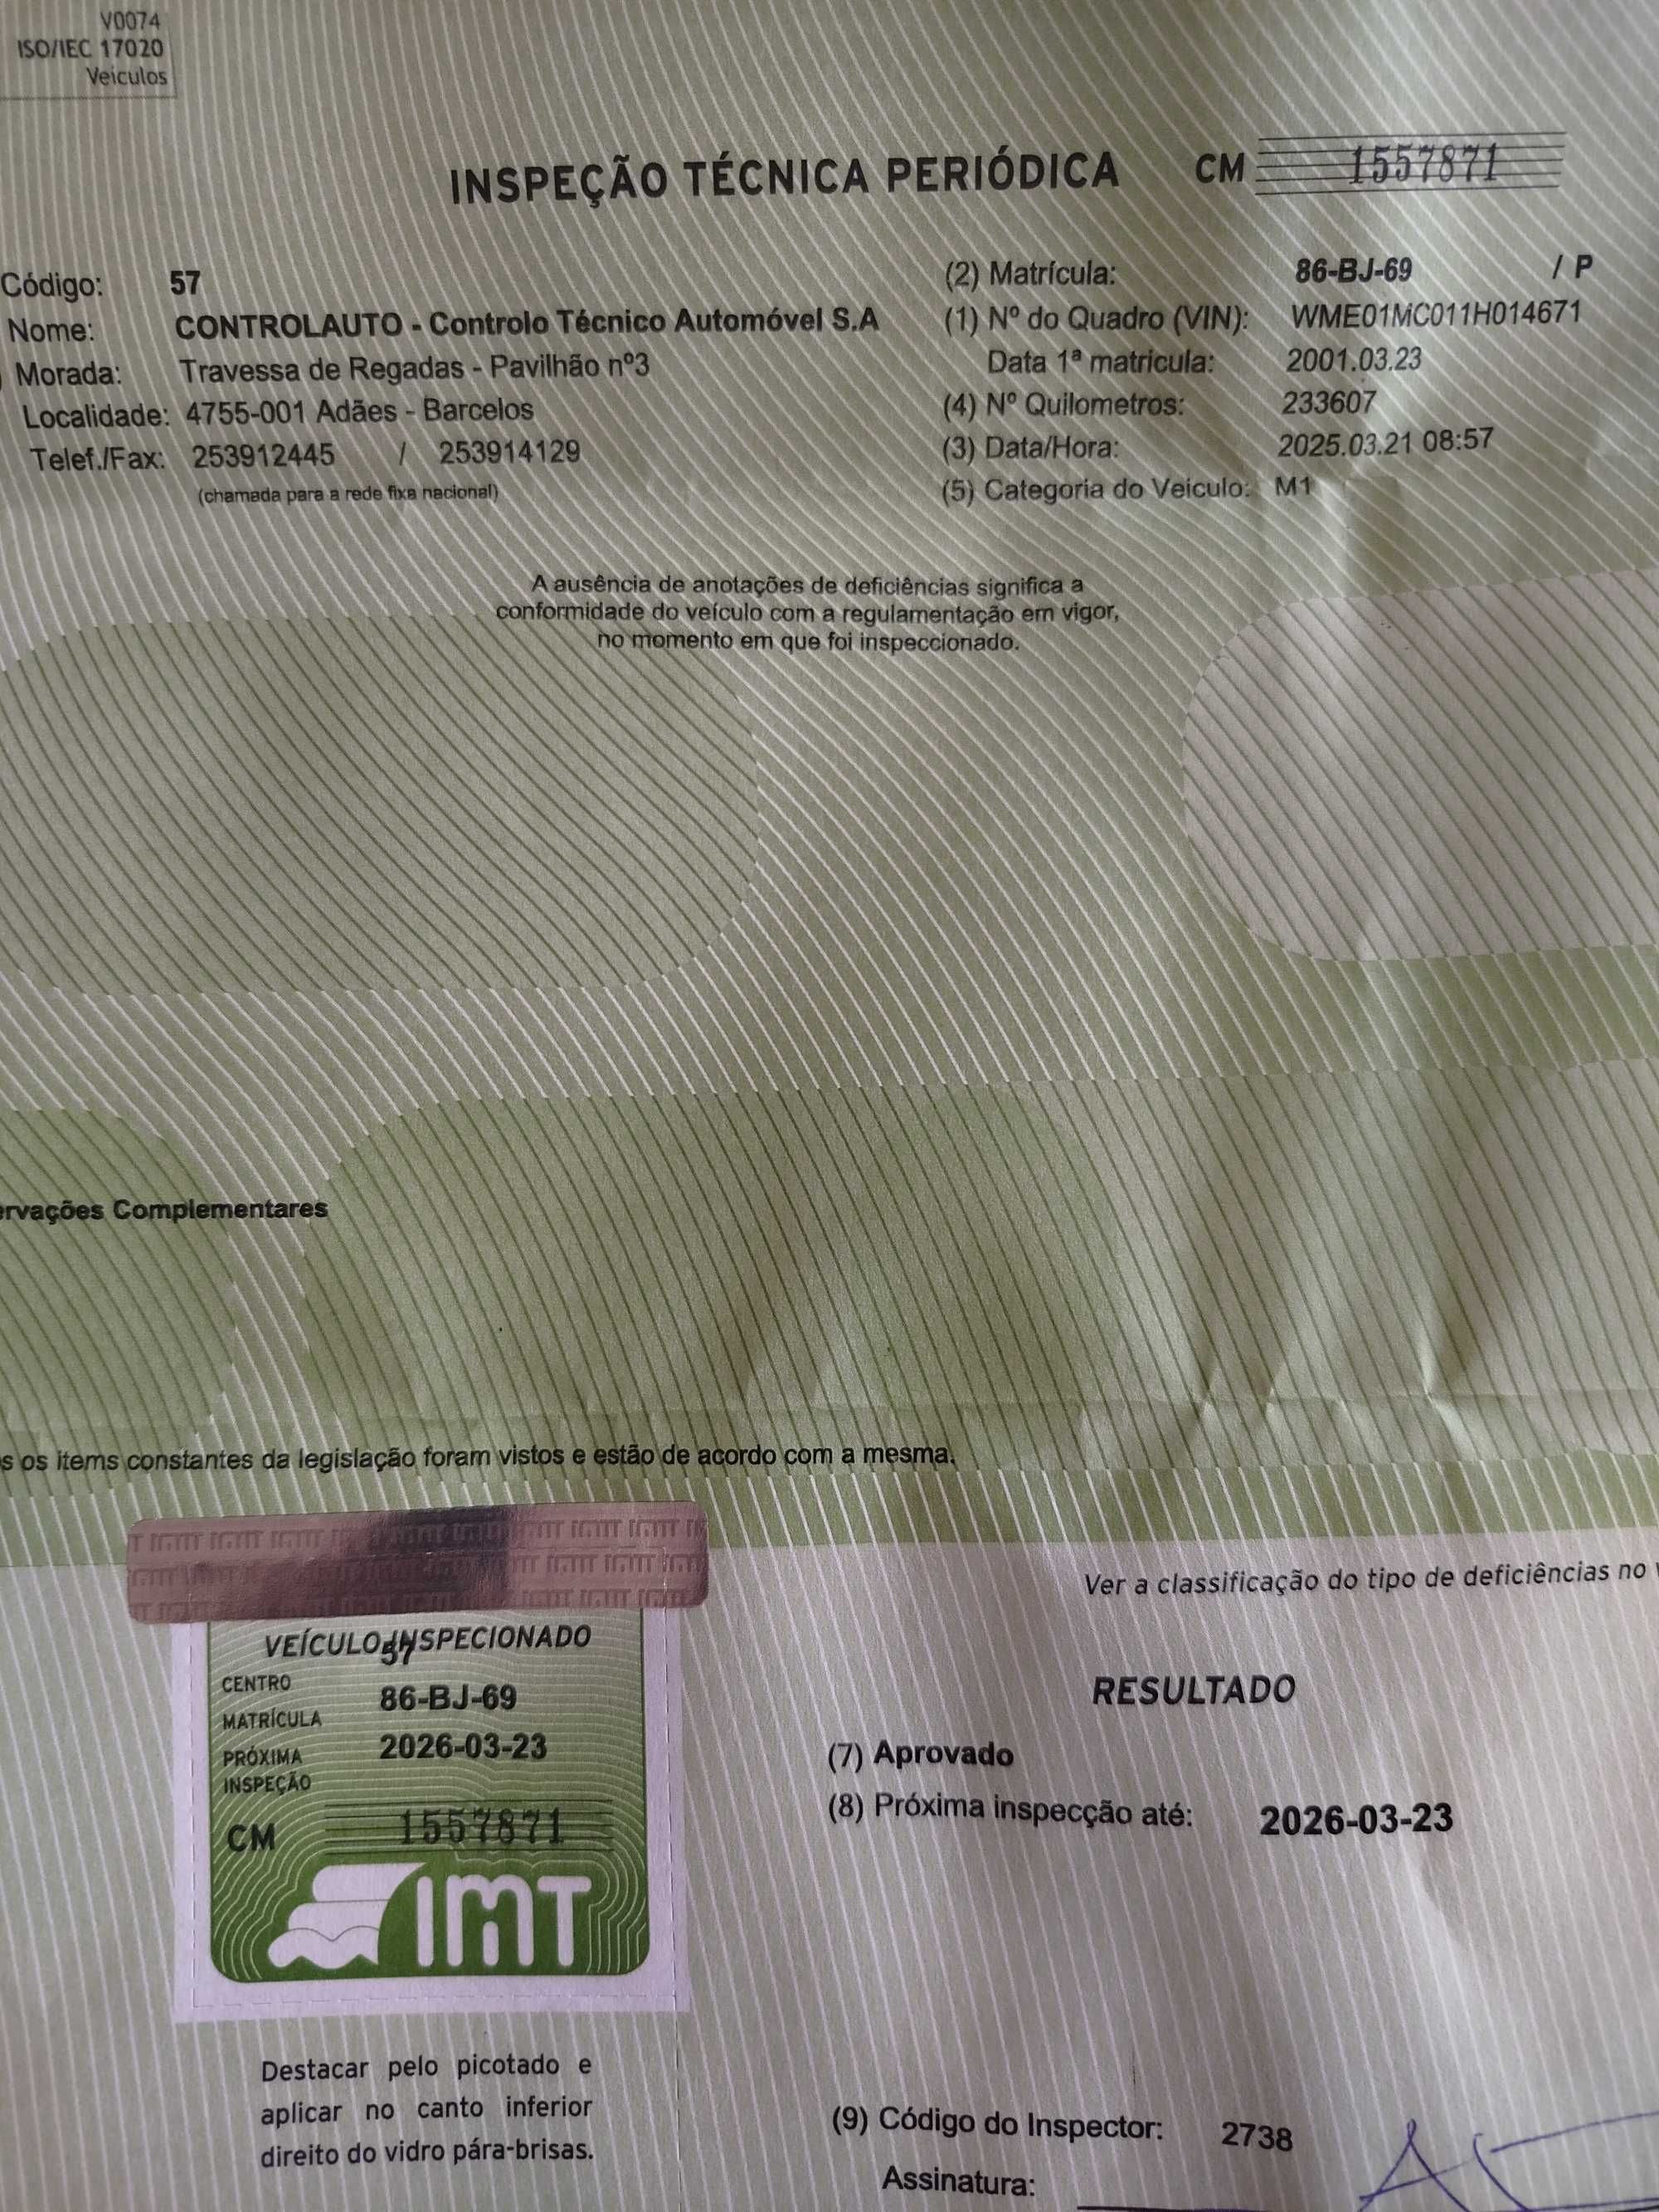 V0074
ISO/IEC 17020
Veículos
INSPEÇÃO TÉCNICA PERIÓDICA CM 1557871
Código: 57
Nome: CONTROLAUTO - Controlo Técnico Automóvel S.A
Morada: Travessa de Regadas - Pavilhão nº3
Localidade: 4755-001 Adães - Barcelos
Telef./Fax: 253912445 / 253914129
(chamada para a rede fixa nacional)
(2) Matrícula: 86-BJ-69 / P
(1) Nº do Quadro (VIN): WME01MC011H014671
Data 1ª matricula: 2001.03.23
(4) Nº Quilometros: 233607
(3) Data/Hora: 2025.03.21 08:57
(5) Categoria do Veiculo: M1
A ausência de anotações de deficiências significa a
conformidade do veículo com a regulamentação em vigor,
no momento em que foi inspeccionado.
ervações Complementares
s os items constantes da legislação foram vistos e estão de acordo com a mesma.
Ver a classificação do tipo de deficiências no
VEÍCULO INSPECIONADO
CENTRO 57
MATRÍCULA 86-BJ-69
PRÓXIMA
INSPEÇÃO 2026-03-23
CM 1557871
IMT
RESULTADO
(7) Aprovado
(8) Próxima inspecção até: 2026-03-23
Destacar pelo picotado e
aplicar no canto inferior
direito do vidro pára-brisas.
(9) Código do Inspector: 2738
Assinatura: